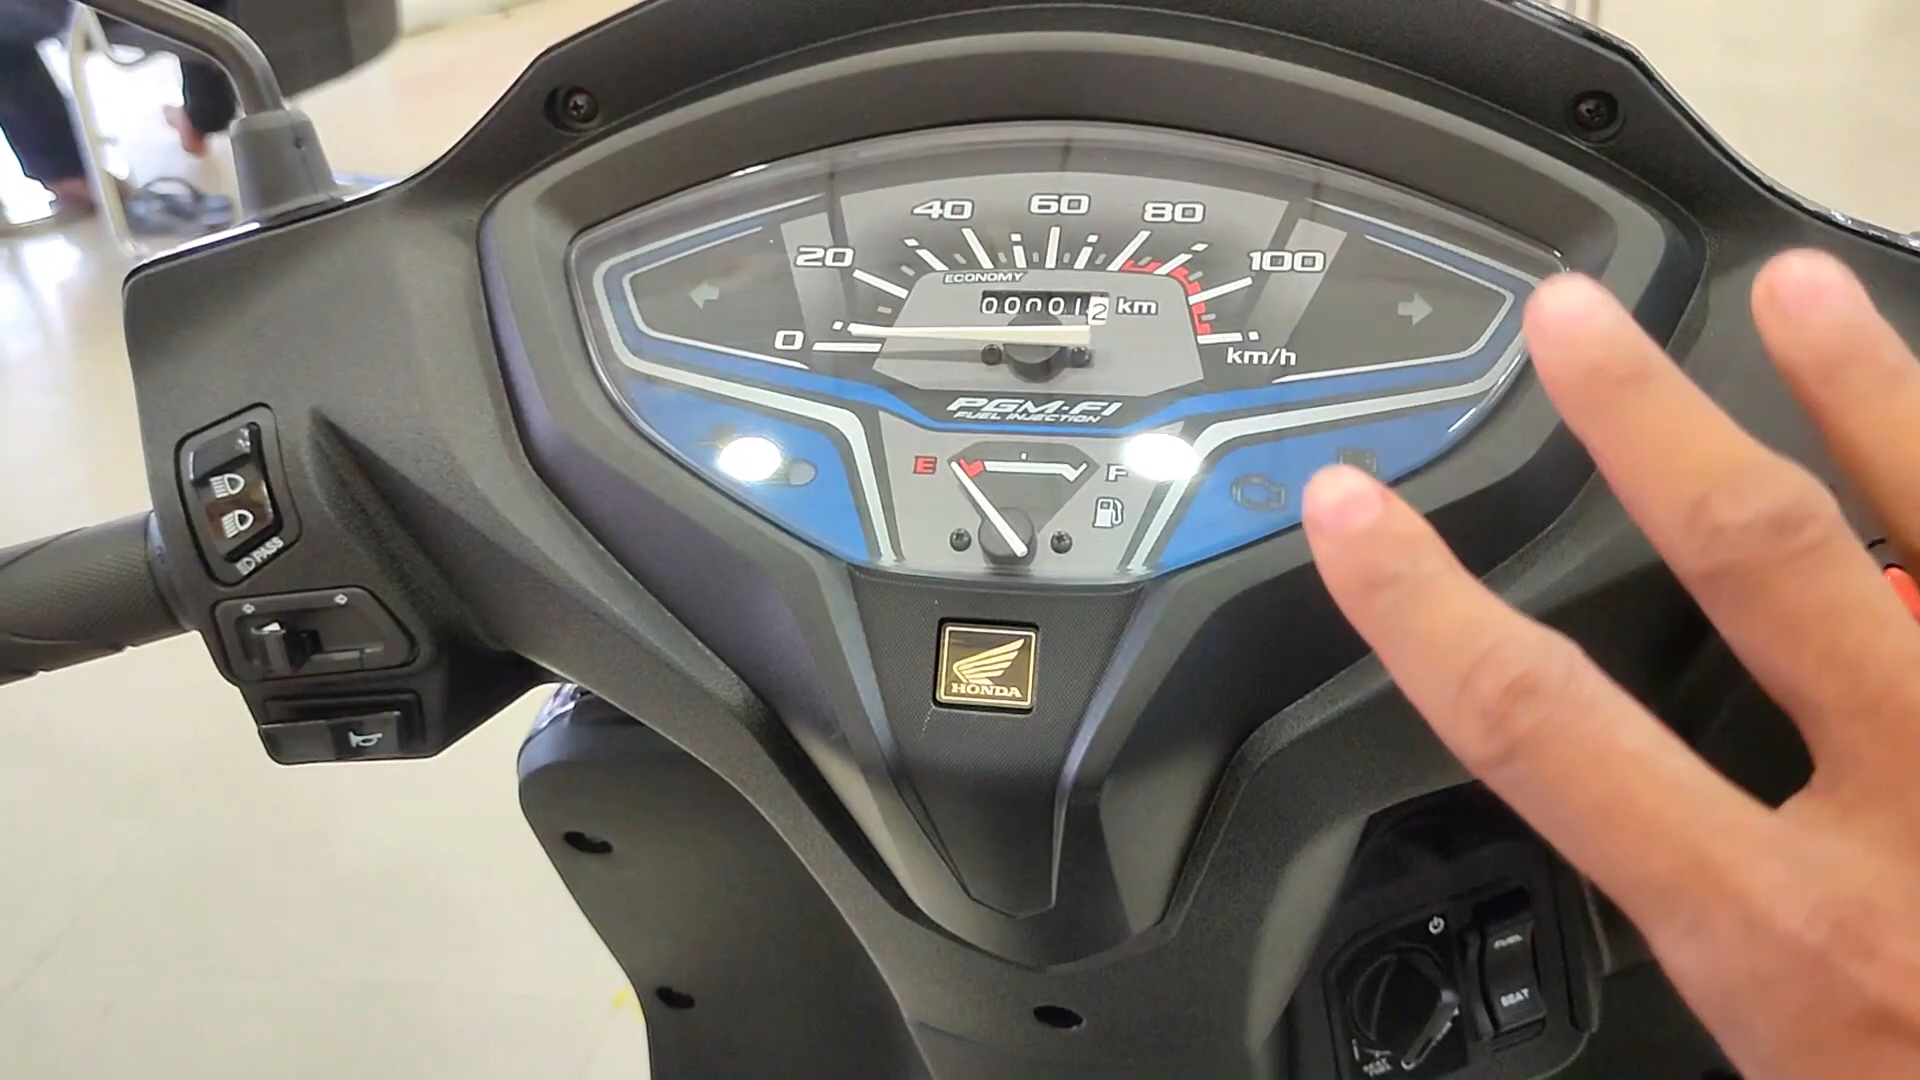 20 40 60 80 100
ECONOMY
000012 km
0
km/h
PGM-FI
FUEL INJECTION
E F
PASS
HONDA
FUEL
SEAT